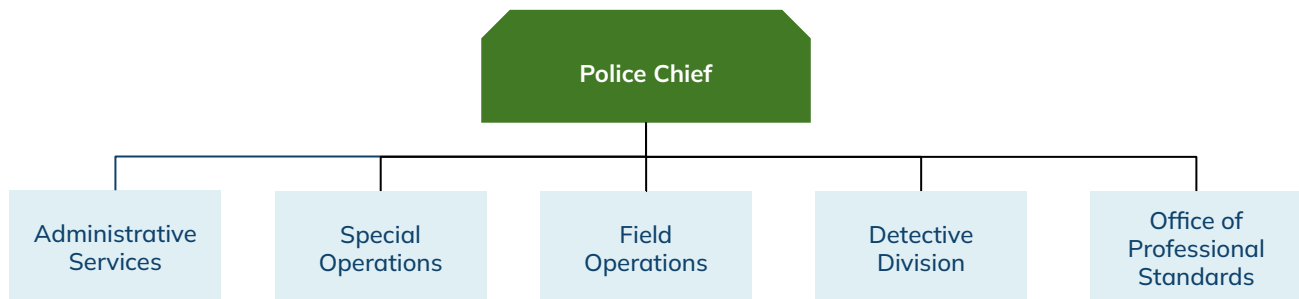 Police Chief
Administrative
Services
Special
Operations
Field
Operations
Detective
Division
Office of
Professional
Standards